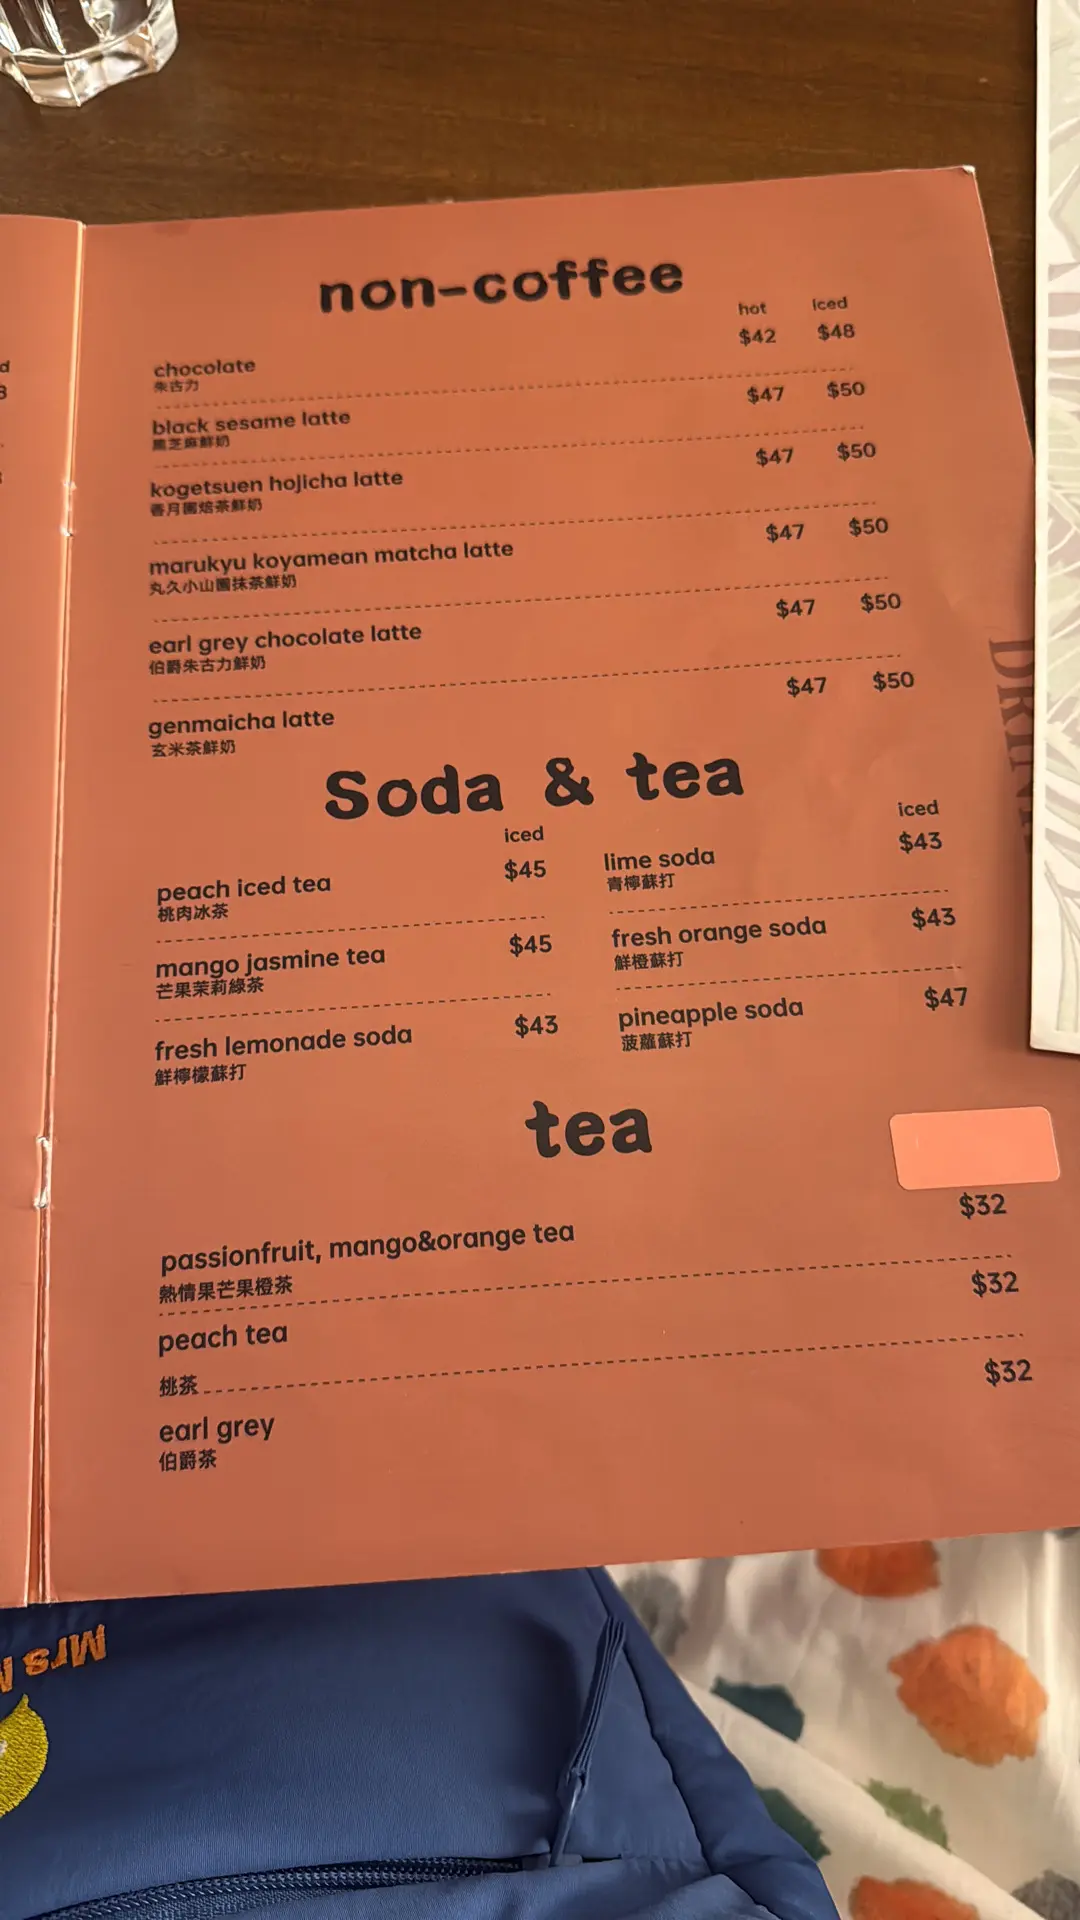 non-coffee
hot iced
chocolate $42 $48
朱古力
black sesame latte $47 $50
黑芝麻鮮奶
kogetsuen hojicha latte $47 $50
香月園焙茶鮮奶
marukyu koyamean matcha latte $47 $50
丸久小山園抹茶鮮奶
earl grey chocolate latte $47 $50
伯爵朱古力鮮奶
genmaicha latte $47 $50
玄米茶鮮奶
Soda & tea
iced
peach iced tea $45
桃肉冰茶
mango jasmine tea $45
芒果茉莉綠茶
fresh lemonade soda $43
鮮檸檬蘇打
iced
lime soda $43
青檸蘇打
fresh orange soda $43
鮮橙蘇打
pineapple soda $47
菠蘿蘇打
tea
passionfruit, mango&orange tea $32
熱情果芒果橙茶
peach tea $32
桃茶
earl grey $32
伯爵茶
Mrs